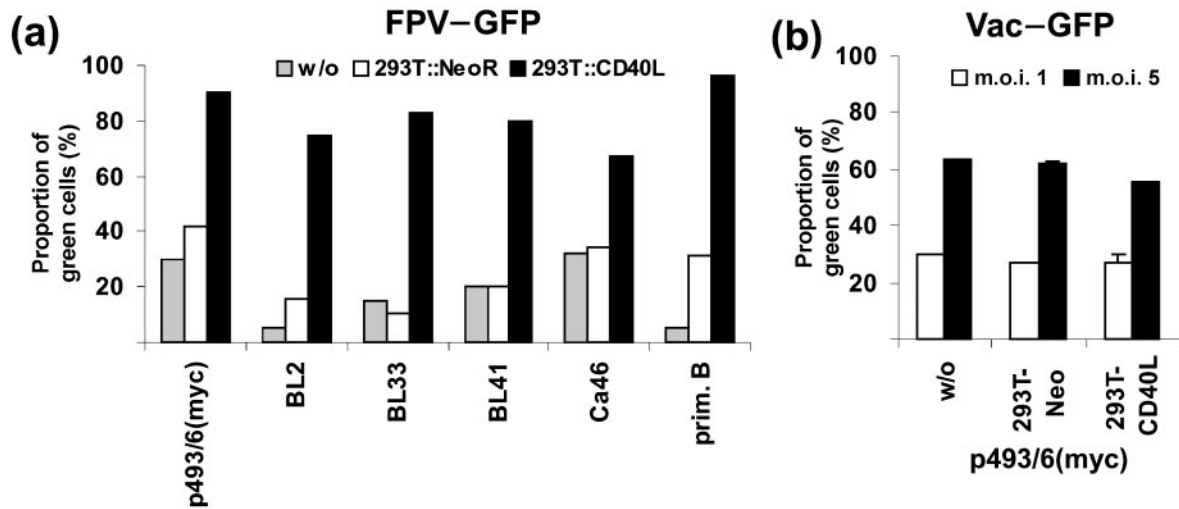 (a)
FPV–GFP
w/o 293T::NeoR 293T::CD40L
Proportion of
green cells (%)
100
80
60
40
20
p493/6(myc)
BL2
BL33
BL41
Ca46
prim. B
(b)
Vac–GFP
m.o.i. 1 m.o.i. 5
Proportion of
green cells (%)
100
80
60
40
20
w/o
293T-
Neo
293T-
CD40L
p493/6(myc)